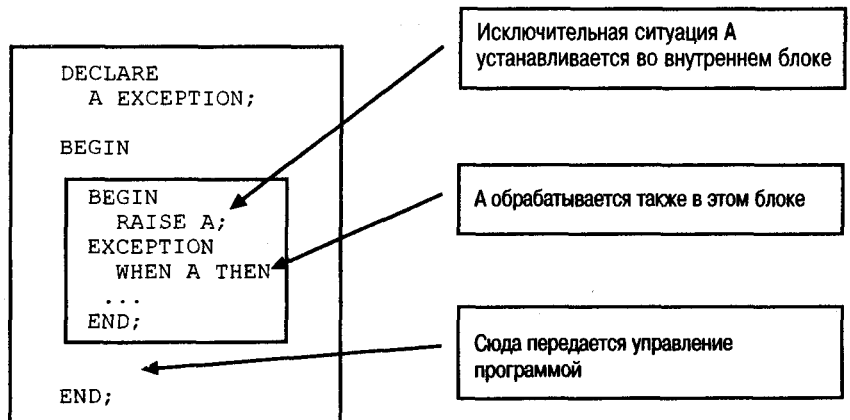 DECLARE
A EXCEPTION;
BEGIN
BEGIN
RAISE A;
EXCEPTION
WHEN A THEN
...
END;
END;
Исключительная ситуация А
устанавливается во внутреннем блоке
А обрабатывается также в этом блоке
Сюда передается управление
программой